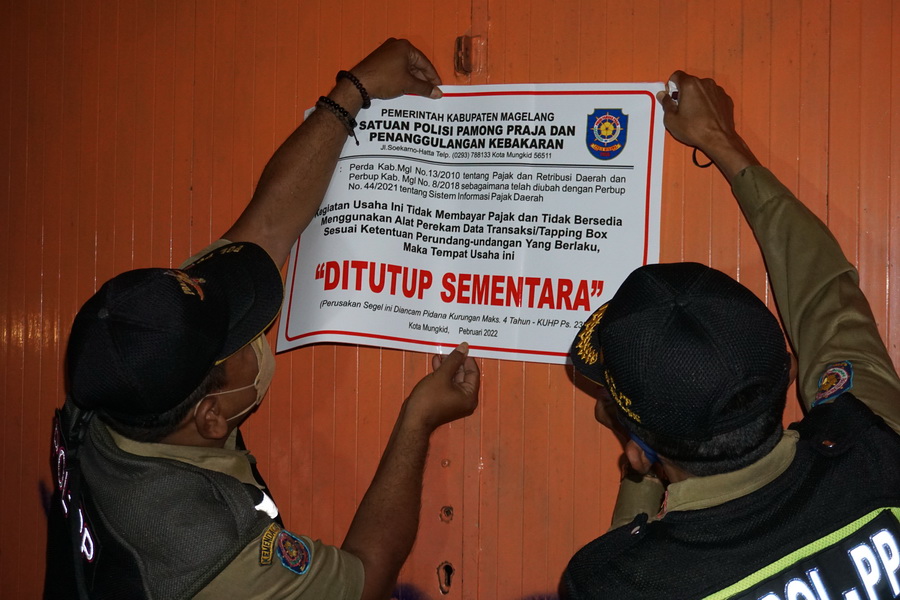 PEMERINTAH KABUPATEN MAGELANG
SATUAN POLISI PAMONG PRAJA DAN
PENANGGULANGAN KEBAKARAN
Jl.Soekarno-Hatta Telp. (0293) 788133 Kota Mungkid 56511
: Perda Kab.Mgl No.13/2010 tentang Pajak dan Retribusi Daerah dan
Perbup Kab. Mgl No. 8/2018 sebagaimana telah diubah dengan Perbup
No. 44/2021 tentang Sistem Informasi Pajak Daerah
Kegiatan Usaha Ini Tidak Membayar Pajak dan Tidak Bersedia
Menggunakan Alat Perekam Data Transaksi/Tapping Box
Sesuai Ketentuan Perundang-undangan Yang Berlaku,
Maka Tempat Usaha ini
“DITUTUP SEMENTARA”
(Perusakan Segel ini Diancam Pidana Kurungan Maks. 4 Tahun - KUHP Ps. 23
Kota Mungkid, Pebruari 2022
POL.PP